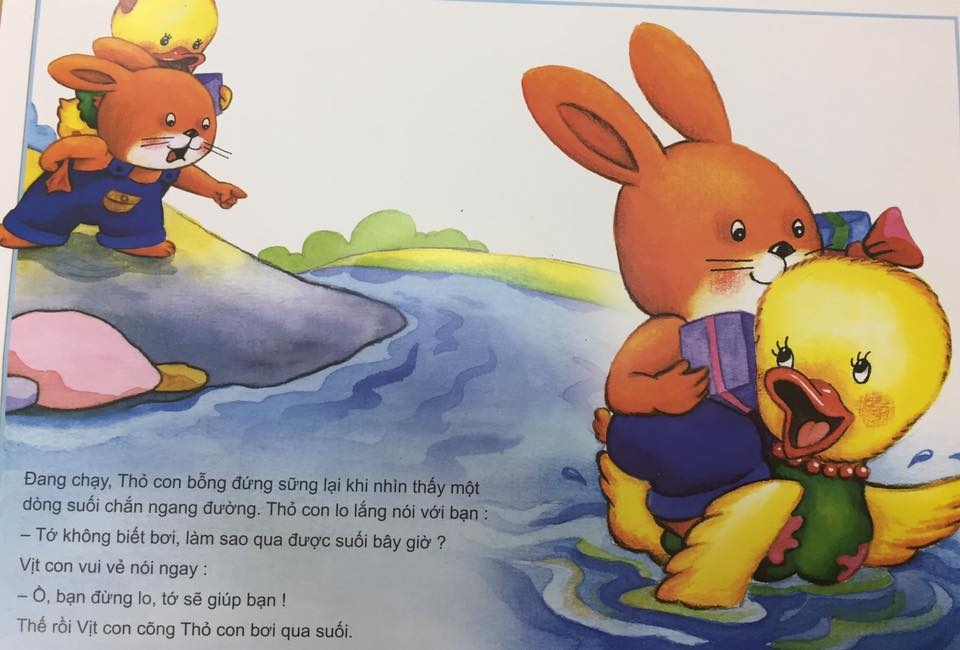 Đang chạy, Thỏ con bỗng đứng sững lại khi nhìn thấy một
dòng suối chắn ngang đường. Thỏ con lo lắng nói với bạn :
– Tớ không biết bơi, làm sao qua được suối bây giờ ?
Vịt con vui vẻ nói ngay :
– Ò, bạn đừng lo, tớ sẽ giúp bạn !
Thế rồi Vịt con cõng Thỏ con bơi qua suối.